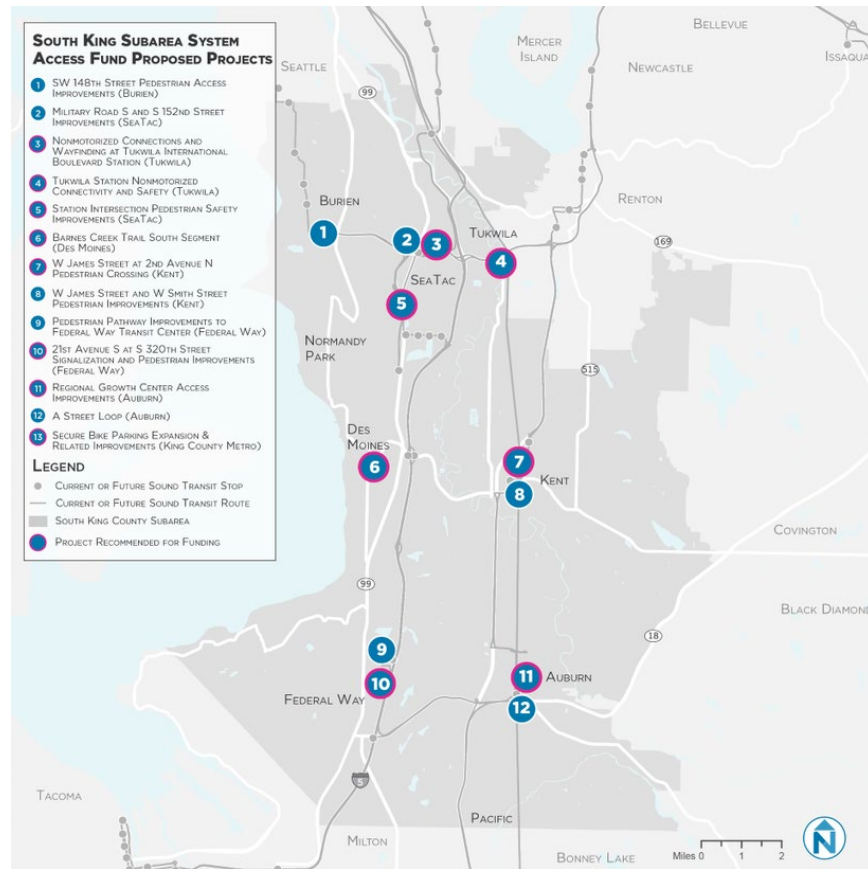 South King Subarea System
Access Fund Proposed Projects
1 SW 148th Street Pedestrian Access
Improvements (Burien)
2 Military Road S and S 152nd Street
Improvements (SeaTac)
3 Nonmotorized Connections and
Wayfinding at Tukwila International
Boulevard Station (Tukwila)
4 Tukwila Station Nonmotorized
Connectivity and Safety (Tukwila)
5 Station Intersection Pedestrian Safety
Improvements (SeaTac)
6 Barnes Creek Trail South Segment
(Des Moines)
7 W James Street at 2nd Avenue N
Pedestrian Crossing (Kent)
8 W James Street and W Smith Street
Pedestrian Improvements (Kent)
9 Pedestrian Pathway Improvements to
Federal Way Transit Center (Federal Way)
10 21st Avenue S at S 320th Street
Signalization and Pedestrian Improvements
(Federal Way)
11 Regional Growth Center Access
Improvements (Auburn)
12 A Street Loop (Auburn)
13 Secure Bike Parking Expansion &
Related Improvements (King County Metro)
Legend
Current or Future Sound Transit Stop
Current or Future Sound Transit Route
South King County Subarea
Project Recommended for Funding
Bellevue
Mercer
Island
Issaqua
Seattle
Newcastle
99
Burien
Renton
1
2
3
Tukwila
169
4
SeaTac
5
Normandy
Park
515
Des
Moines
6
7
Kent
8
Covington
99
Black Diamond
18
9
10
Federal Way
11
Auburn
12
5
Tacoma
Pacific
Milton
Bonney Lake
Miles 0 1 2
N